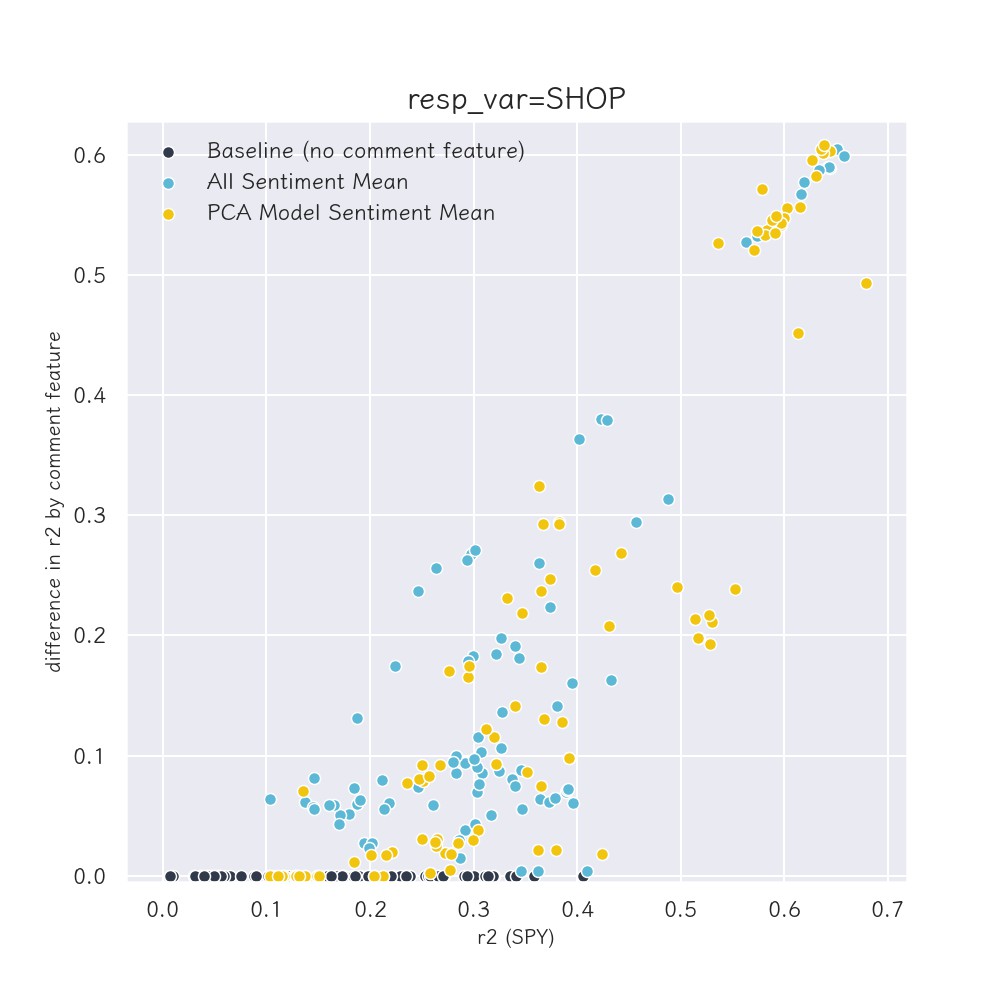 resp_var=SHOP
Baseline (no comment feature)
All Sentiment Mean
PCA Model Sentiment Mean
difference in r2 by comment feature
0.6
0.5
0.4
0.3
0.2
0.1
0.0
0.0 0.1 0.2 0.3 0.4 0.5 0.6 0.7
r2 (SPY)